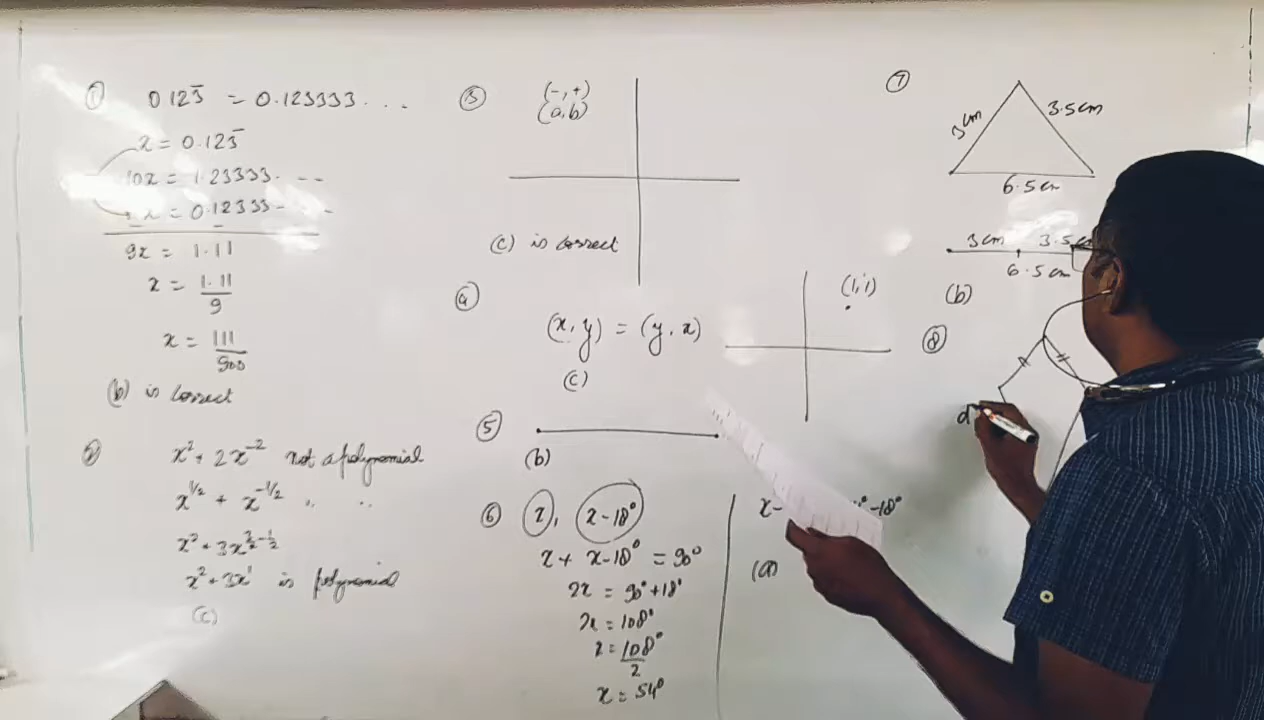 ① 0.123̄ = 0.123333...
x = 0.123̄
10x = 1.23333...
x = 0.12333...
9x = 1.11
x = 1.11/9
x = 111/900
(b) is correct
② x² + 2x⁻² not a polynomial
x^1/2 + x^-1/2 " "
x² + 3x^3/2-1/2
x² + 3x¹ is polynomial
(c)
③ (-,+)
(a,b)
(c) is correct
④ (x, y) = (y, x)
(c)
(1,1)
⑤
(b)
⑥ x, x-18°
x + x-18° = 90°
2x = 90°+18°
2x = 108°
x = 108°/2
x = 54°
x-
-18°
(a)
⑦ 3cm 3.5cm
6.5cm
3cm 3.5cm
6.5cm
(b)
⑧
d